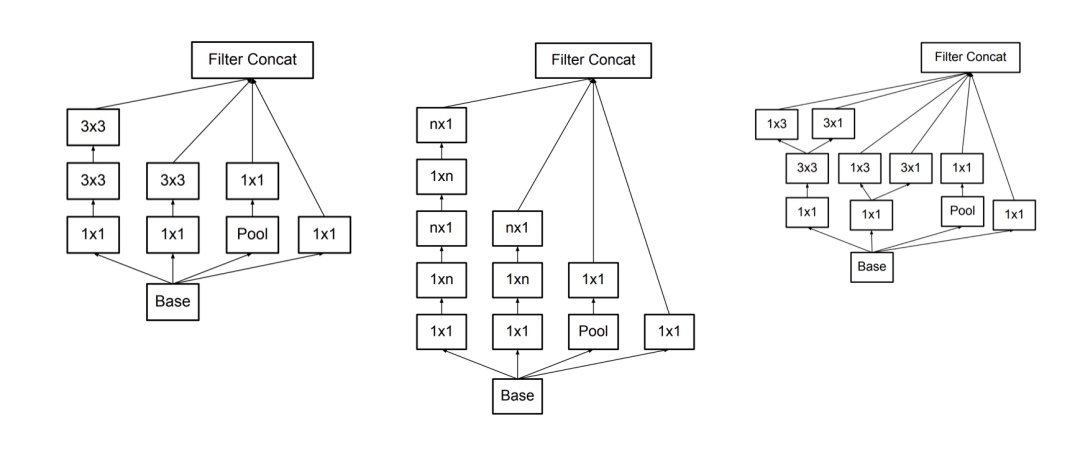 Filter Concat
3x3
3x3
3x3
1x1
1x1
1x1
Pool
1x1
Base
Filter Concat
nx1
1xn
nx1
nx1
1xn
1xn
1x1
1x1
1x1
Pool
1x1
Base
Filter Concat
1x3
3x1
3x3
1x3
3x1
1x1
1x1
1x1
Pool
1x1
Base